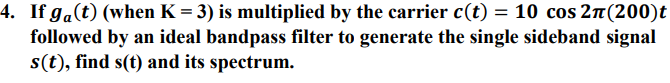 4. If gₐ(t) (when K = 3) is multiplied by the carrier c(t) = 10 cos 2π(200)t
followed by an ideal bandpass filter to generate the single sideband signal
s(t), find s(t) and its spectrum.